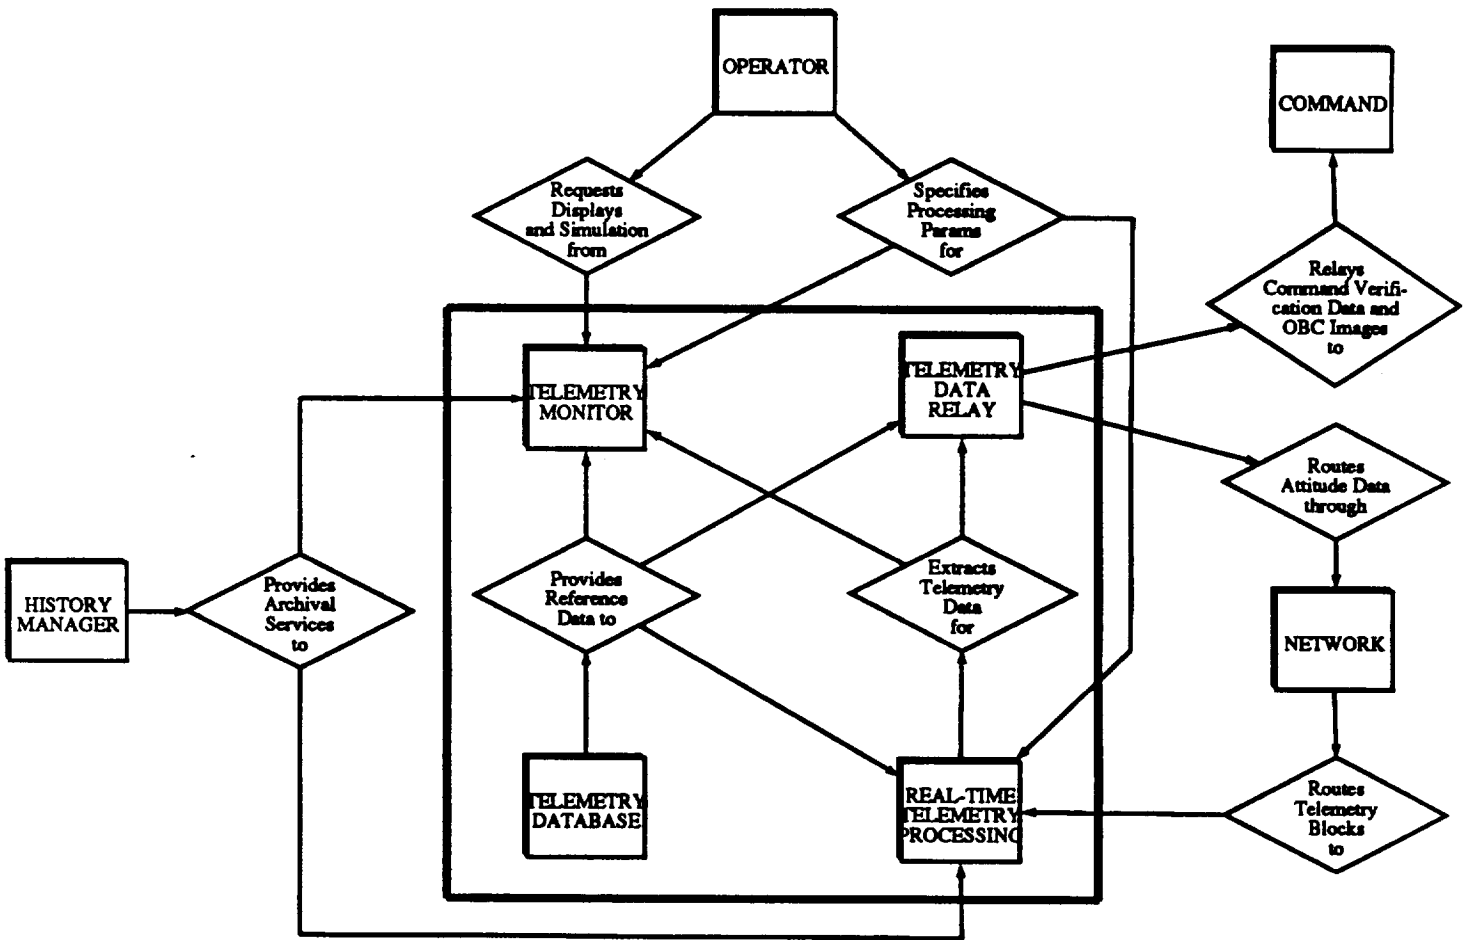 OPERATOR
COMMAND
Requests
Displays
and Simulation
from
Specifies
Processing
Params
for
Relays
Command Verifi-
cation Data and
OBC Images
to
TELEMETRY
MONITOR
TELEMETRY
DATA
RELAY
Routes
Attitude Data
through
HISTORY
MANAGER
Provides
Archival
Services
to
Provides
Reference
Data to
Extracts
Telemetry
Data
for
NETWORK
TELEMETRY
DATABASE
REAL-TIME
TELEMETRY
PROCESSING
Routes
Telemetry
Blocks
to